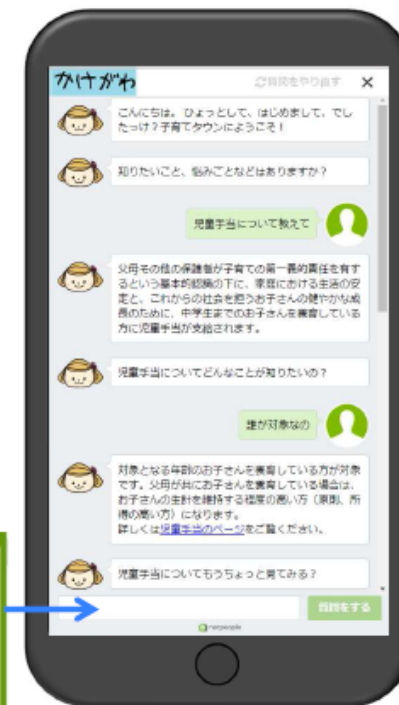 かけがわ
質問をやり直す ×
こんにちは。ひょっとして、はじめまして、でし
たっけ？子育てタウンにようこそ！
知りたいこと、悩みごとなどはありますか？
児童手当について教えて
父母その他の保護者が子育ての第一義的責任を有す
るという基本的認識の下に、家庭における生活の安
定と、これからの社会を担うお子さんの健やかな成
長のために、中学生までのお子さんを養育している
方に児童手当が支給されます。
児童手当についてどんなことが知りたいの？
誰が対象なの
対象となる年齢のお子さんを養育している方が対象
です。父母が共にお子さんを養育している場合は、
お子さんの生計を維持する程度の高い方（原則、所
得の高い方）になります。
詳しくは児童手当のページをご覧ください。
児童手当についてもうちょっと見てみる？
質問をする
netpeople